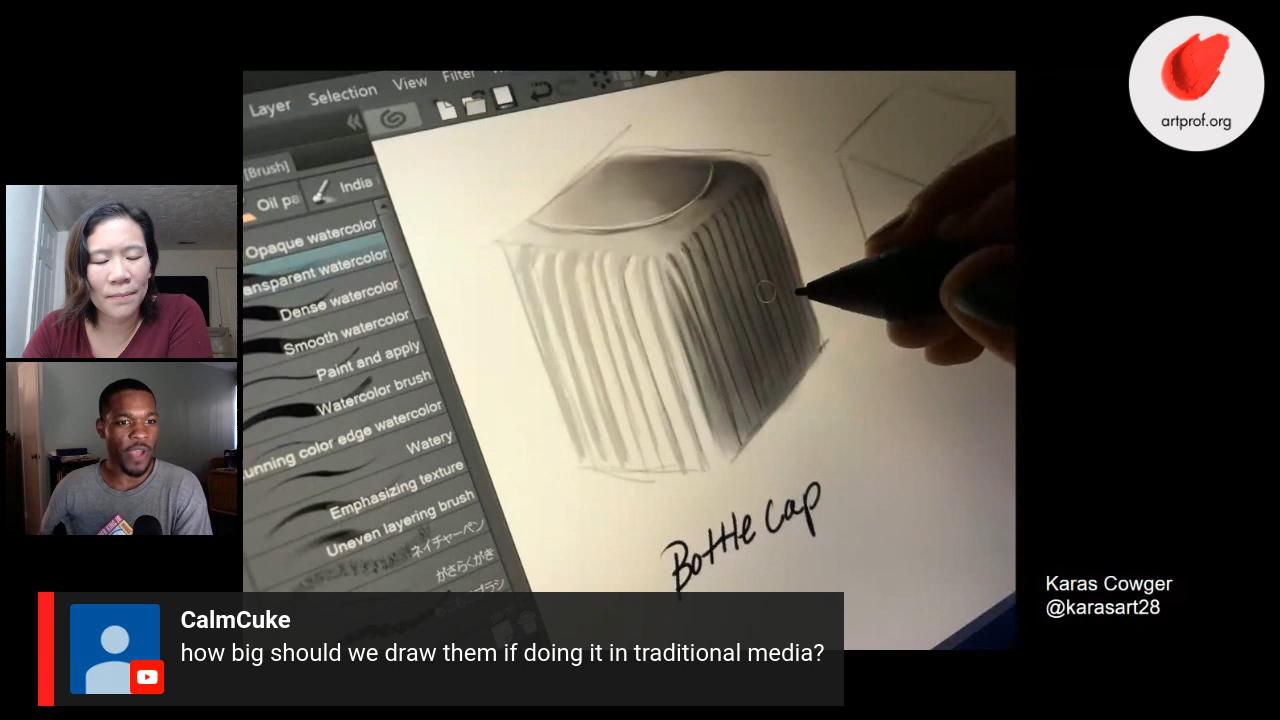 artprof.org
Layer Selection View Filter
[Brush]
Oil pa India
Opaque watercolor
ansparent watercolor
Dense watercolor
Smooth watercolor
Paint and apply
Watercolor brush
unning color edge watercolor
Watery
Emphasizing texture
Uneven layering brush
ネイチャーペン
がさらくがき
Bottle cap
Karas Cowger
@karasart28
CalmCuke
how big should we draw them if doing it in traditional media?